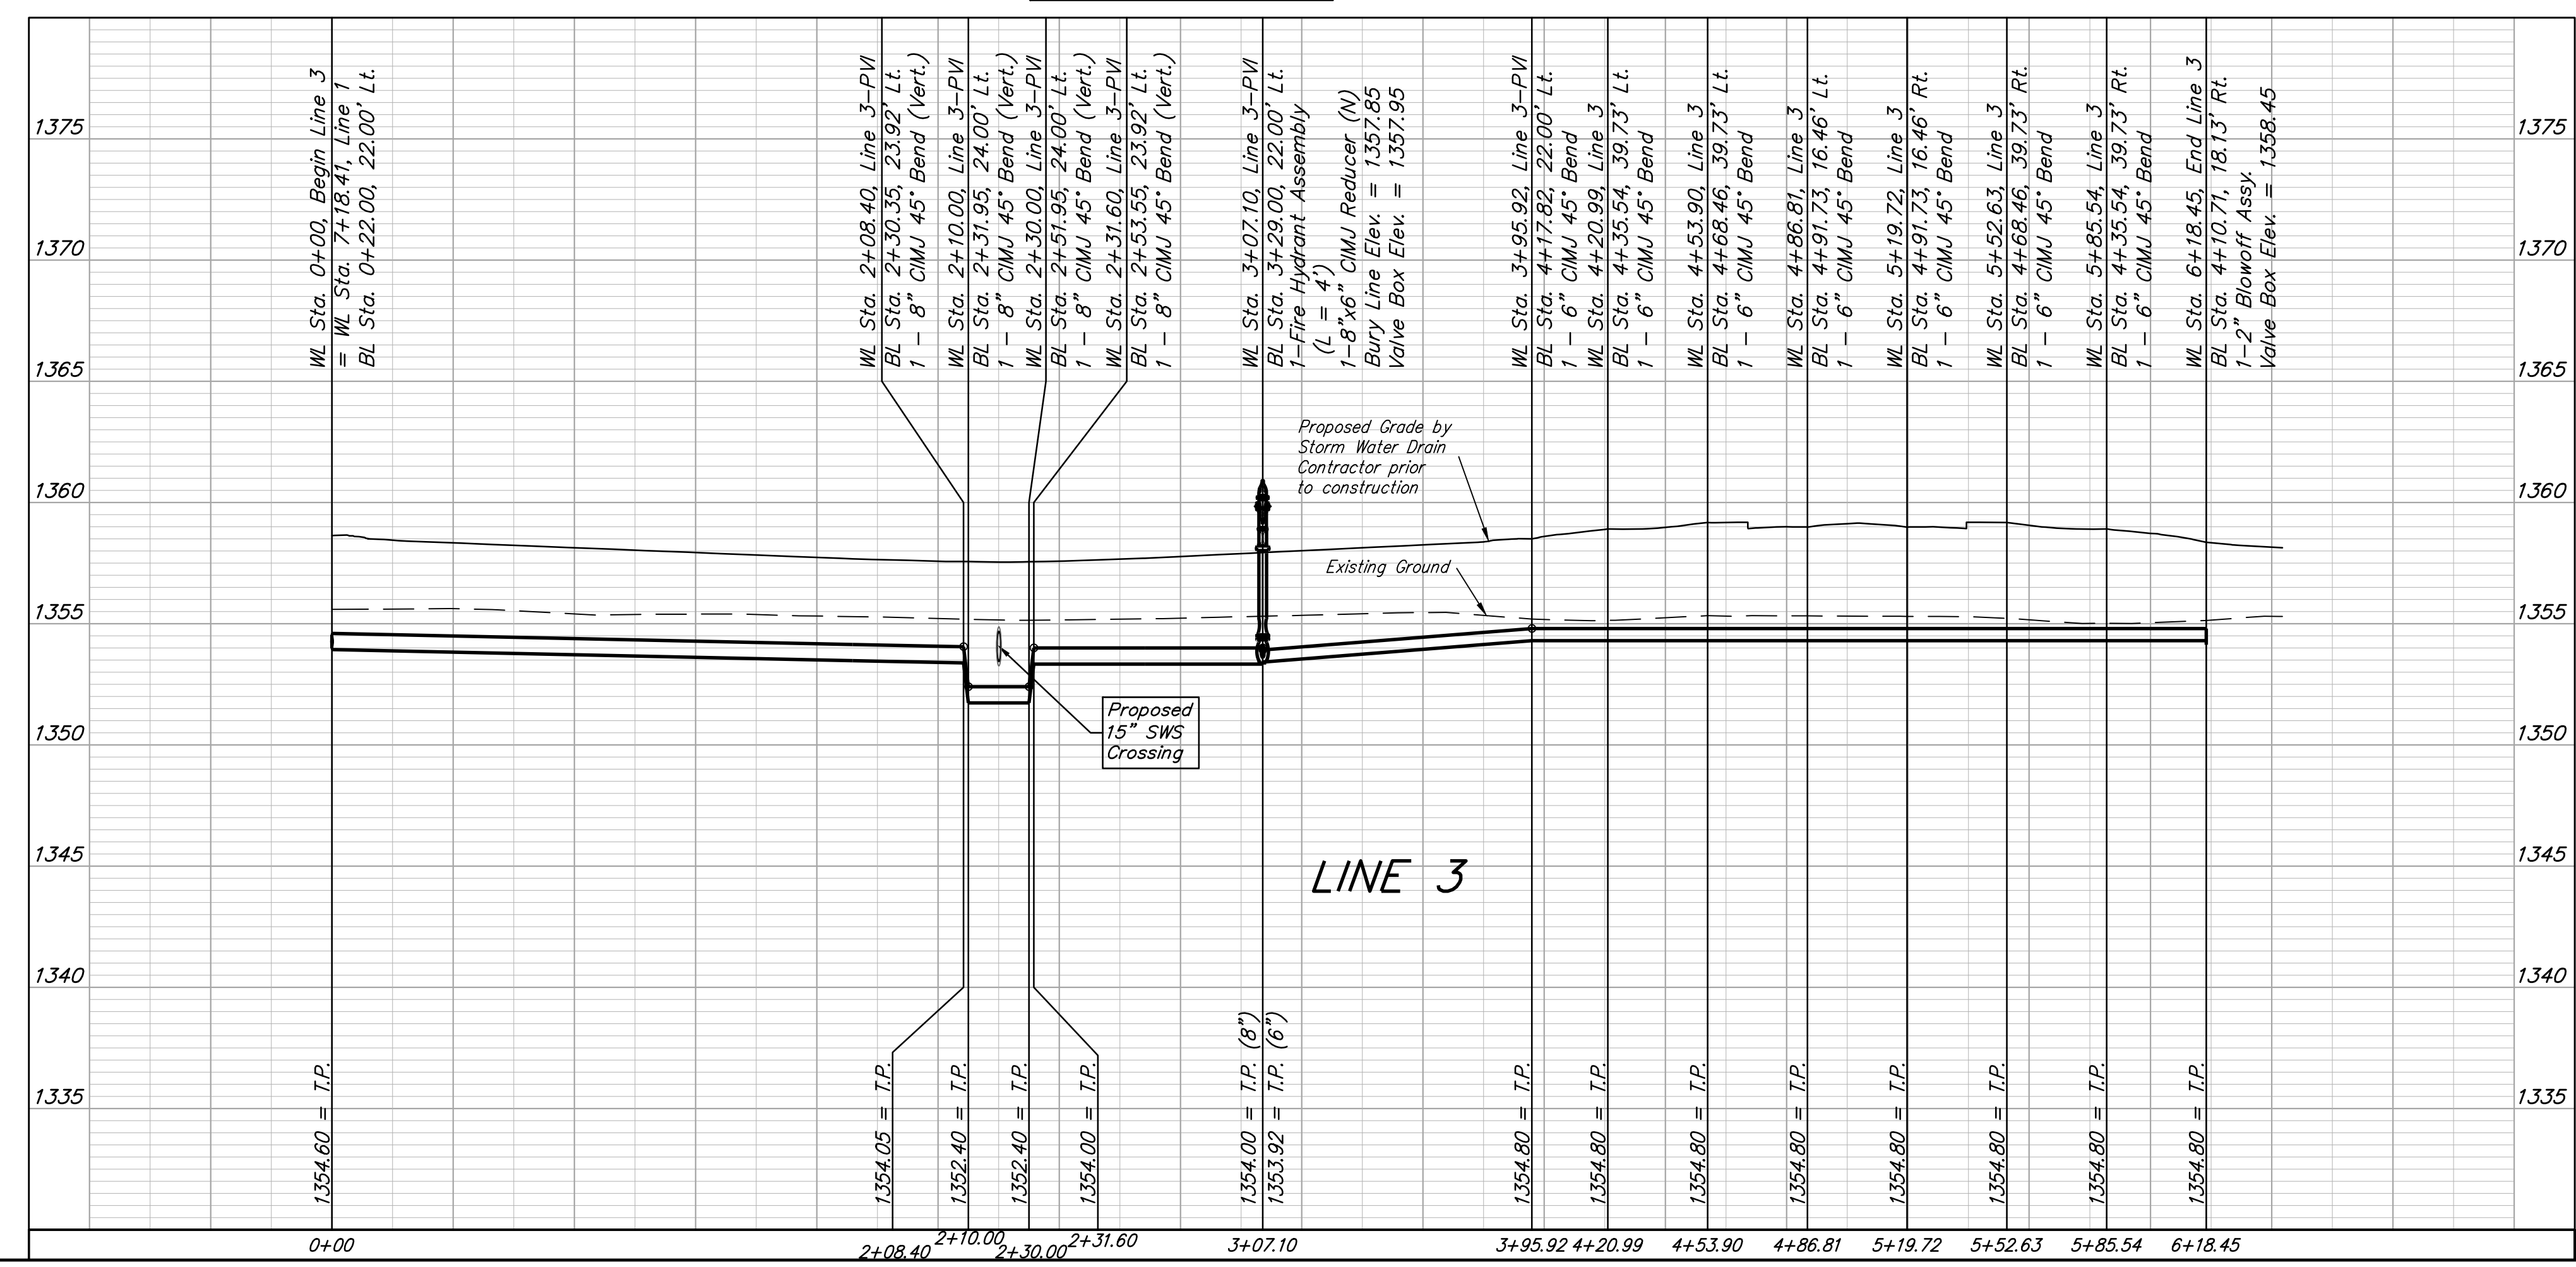 WL Sta. 0+00, Begin Line 3
= WL Sta. 7+18.41, Line 1
BL Sta. 0+22.00, 22.00' Lt.
WL Sta. 2+08.40, Line 3-PVI
BL Sta. 2+30.35, 23.92' Lt.
1 - 8" CIMJ 45° Bend (Vert.)
WL Sta. 2+10.00, Line 3-PVI
BL Sta. 2+31.95, 24.00' Lt.
1 - 8" CIMJ 45° Bend (Vert.)
WL Sta. 2+30.00, Line 3-PVI
BL Sta. 2+51.95, 24.00' Lt.
1 - 8" CIMJ 45° Bend (Vert.)
WL Sta. 2+31.60, Line 3-PVI
BL Sta. 2+53.55, 23.92' Lt.
1 - 8" CIMJ 45° Bend (Vert.)
WL Sta. 3+07.10, Line 3-PVI
BL Sta. 3+29.00, 22.00' Lt.
1-Fire Hydrant Assembly
(L = 4')
1-8"x6" CIMJ Reducer (N)
Bury Line Elev. = 1357.85
Valve Box Elev. = 1357.95
WL Sta. 3+95.92, Line 3-PVI
BL Sta. 4+17.82, 22.00' Lt.
1 - 6" CIMJ 45° Bend
WL Sta. 4+20.99, Line 3
BL Sta. 4+35.54, 39.73' Lt.
1 - 6" CIMJ 45° Bend
WL Sta. 4+53.90, Line 3
BL Sta. 4+68.46, 39.73' Lt.
1 - 6" CIMJ 45° Bend
WL Sta. 4+86.81, Line 3
BL Sta. 4+91.73, 16.46' Lt.
1 - 6" CIMJ 45° Bend
WL Sta. 5+19.72, Line 3
BL Sta. 4+91.73, 16.46' Rt.
1 - 6" CIMJ 45° Bend
WL Sta. 5+52.63, Line 3
BL Sta. 4+68.46, 39.73' Rt.
1 - 6" CIMJ 45° Bend
WL Sta. 5+85.54, Line 3
BL Sta. 4+35.54, 39.73' Rt.
1 - 6" CIMJ 45° Bend
WL Sta. 6+18.45, End Line 3
BL Sta. 4+10.71, 18.13' Rt.
1-2" Blowoff Assy.
Valve Box Elev. = 1358.45
1375
1375
1370
1370
1365
1365
1360
1360
1355
1355
1350
1350
1345
1345
1340
1340
1335
1335
Proposed Grade by
Storm Water Drain
Contractor prior
to construction
Existing Ground
Proposed
15" SWS
Crossing
LINE 3
1354.60 = T.P.
1354.05 = T.P.
1352.40 = T.P.
1352.40 = T.P.
1354.00 = T.P.
1354.00 = T.P. (8")
1353.92 = T.P. (6")
1354.80 = T.P.
1354.80 = T.P.
1354.80 = T.P.
1354.80 = T.P.
1354.80 = T.P.
1354.80 = T.P.
1354.80 = T.P.
1354.80 = T.P.
0+00
2+08.40
2+10.00
2+30.00
2+31.60
3+07.10
3+95.92
4+20.99
4+53.90
4+86.81
5+19.72
5+52.63
5+85.54
6+18.45